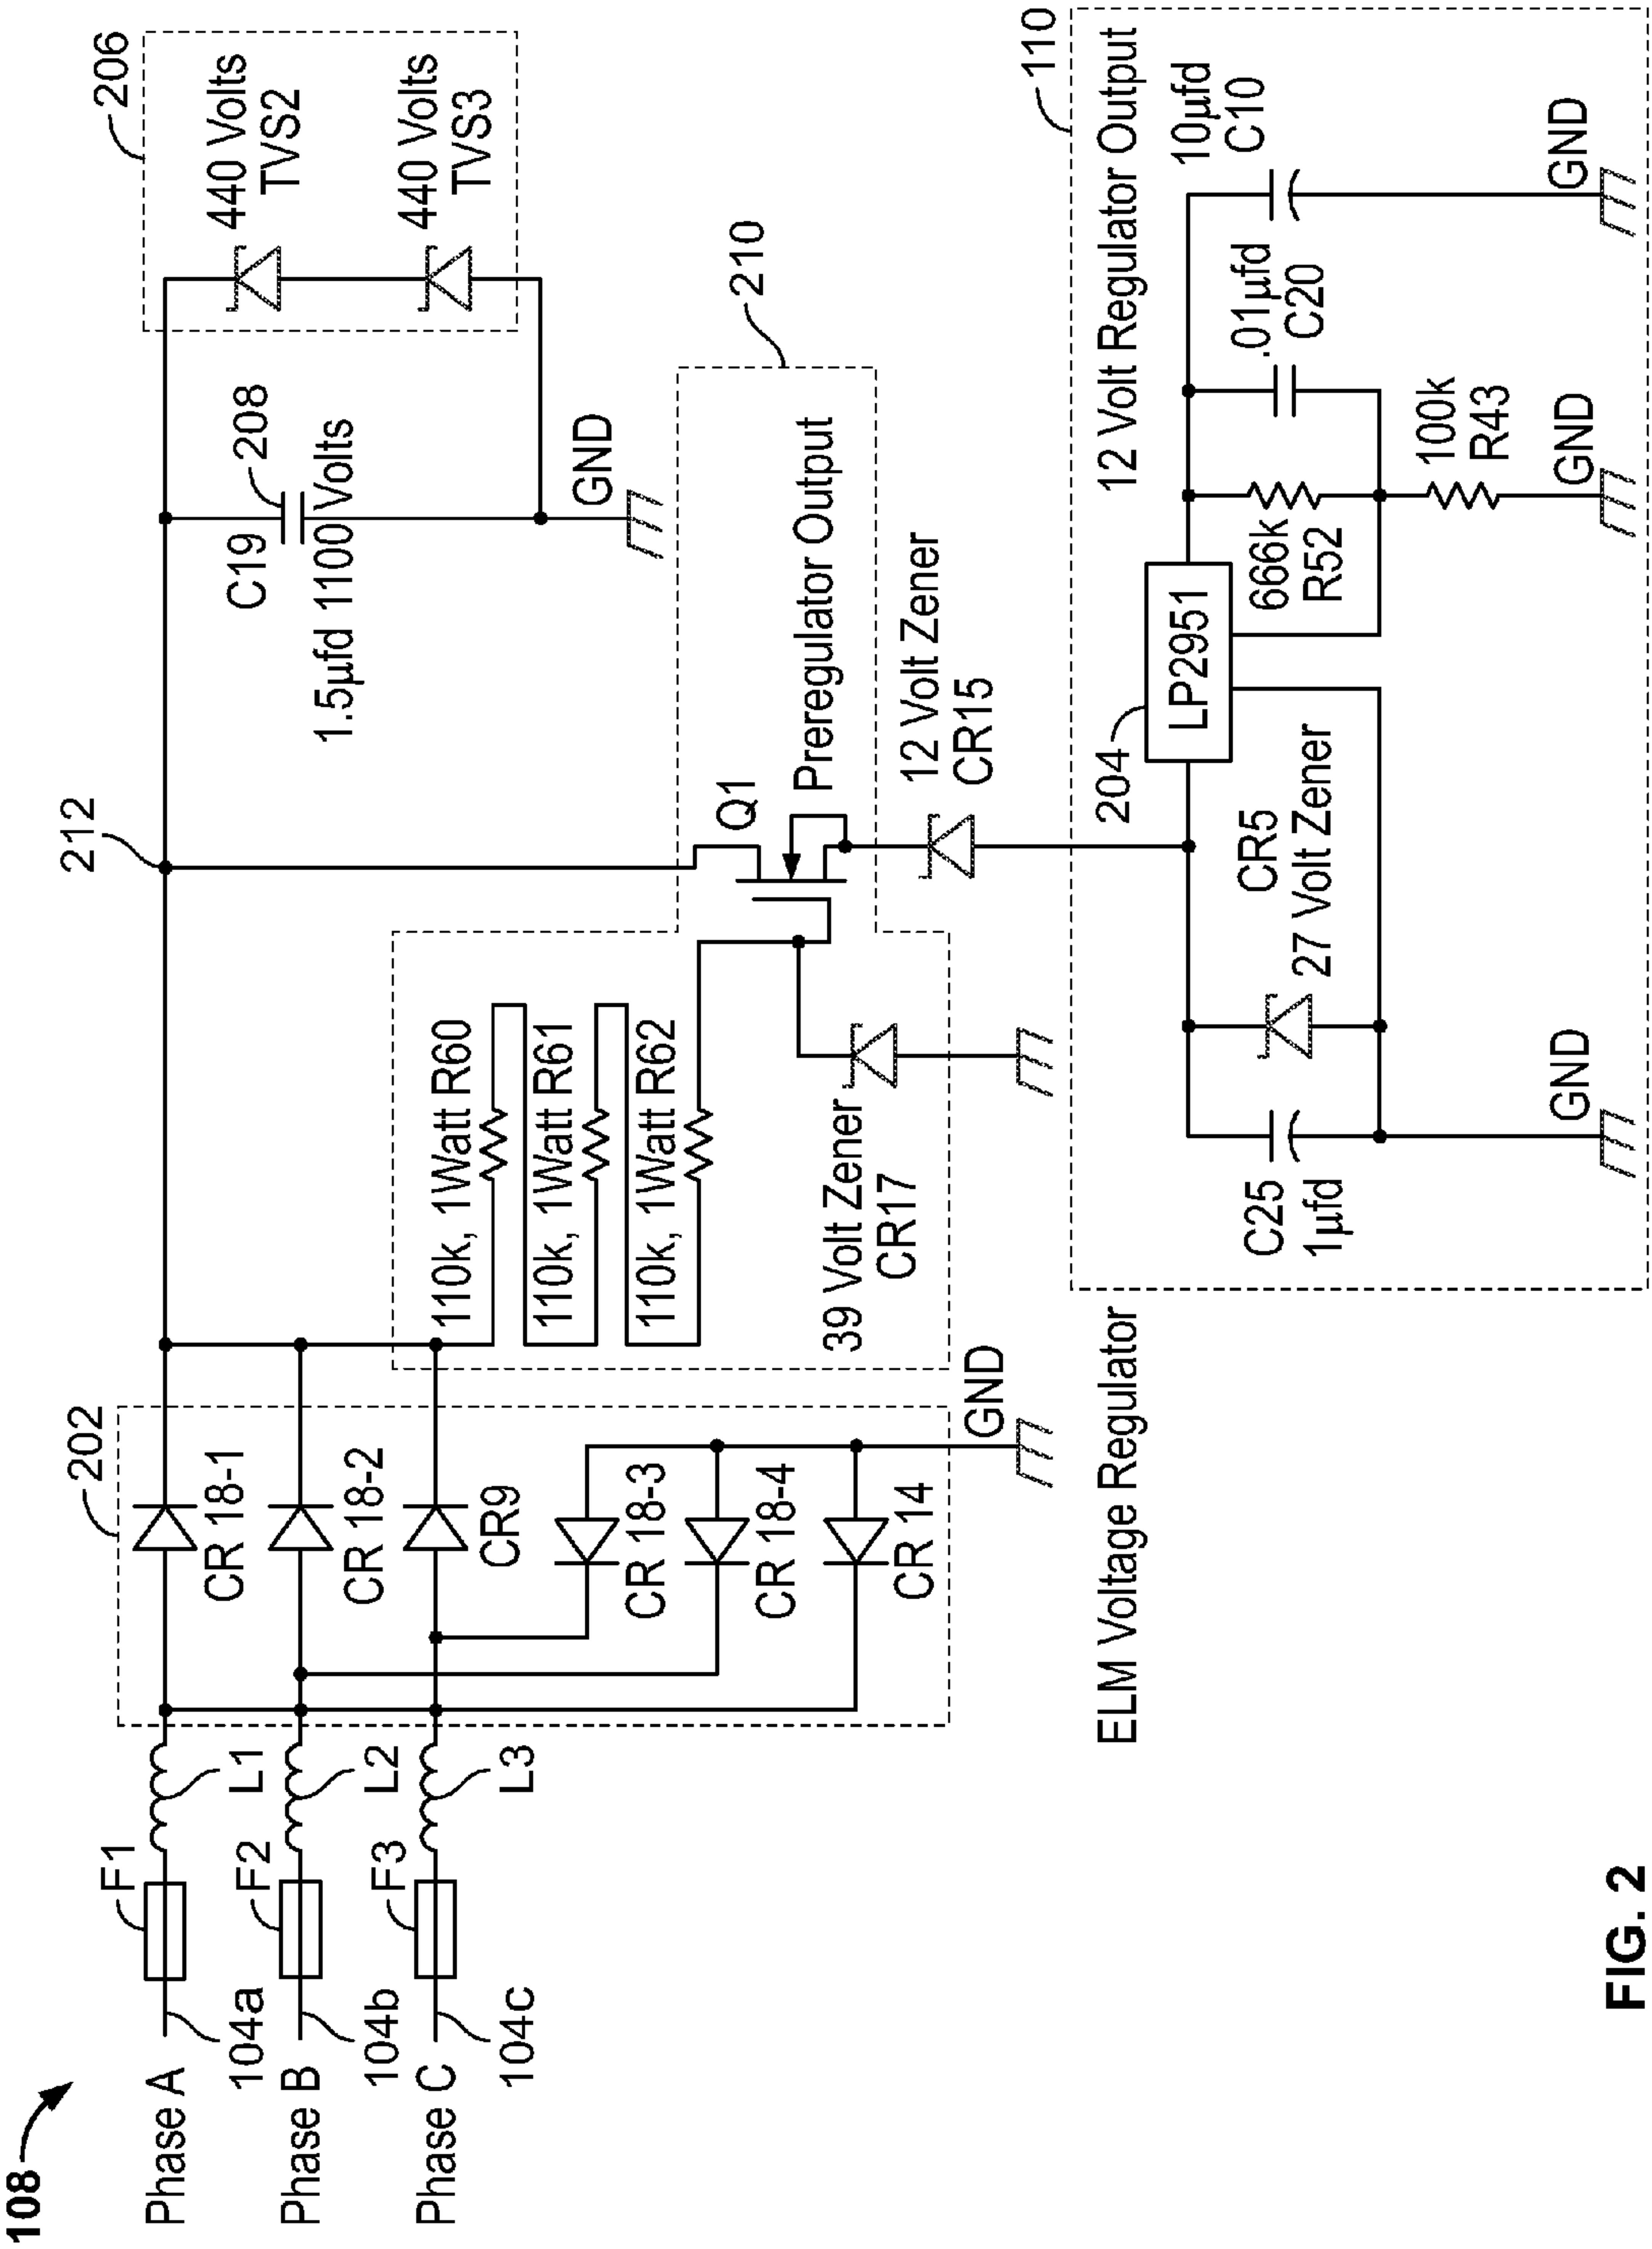 108
Phase A
104a
F1
L1
Phase B
104b
F2
L2
Phase C
104c
F3
L3
202
CR 18-1
CR 18-2
CR9
CR 18-3
CR 18-4
CR 14
GND
212
110k, 1Watt R60
110k, 1Watt R61
110k, 1Watt R62
39 Volt Zener
CR17
Q1
Preregulator Output
210
C19
208
1.5µfd 1100 Volts
GND
206
440 Volts
TVS2
440 Volts
TVS3
12 Volt Zener
CR15
ELM Voltage Regulator
110
12 Volt Regulator Output
204
LP2951
C25
1µfd
CR5
27 Volt Zener
GND
666k
R52
.01µfd
C20
100k
R43
GND
10µfd
C10
GND
FIG. 2